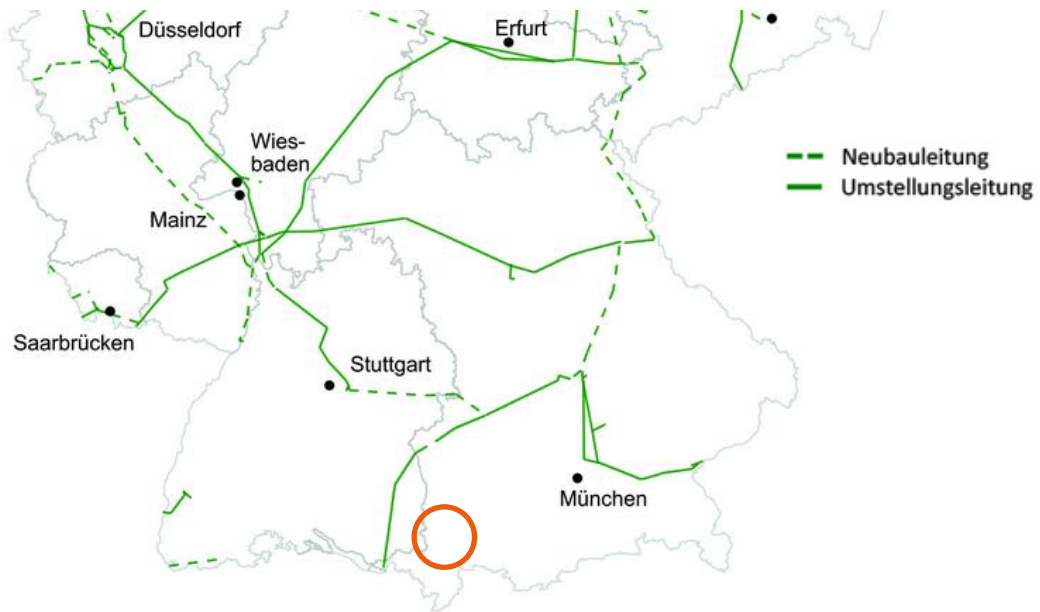 Düsseldorf
Erfurt
Wies-
baden
Mainz
Neubauleitung
Umstellungsleitung
Saarbrücken
Stuttgart
München